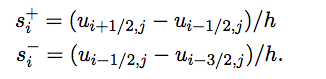 s_i^+ = (u_{i+1/2,j} − u_{i−1/2,j})/h
s_i^- = (u_{i−1/2,j} − u_{i−3/2,j})/h.